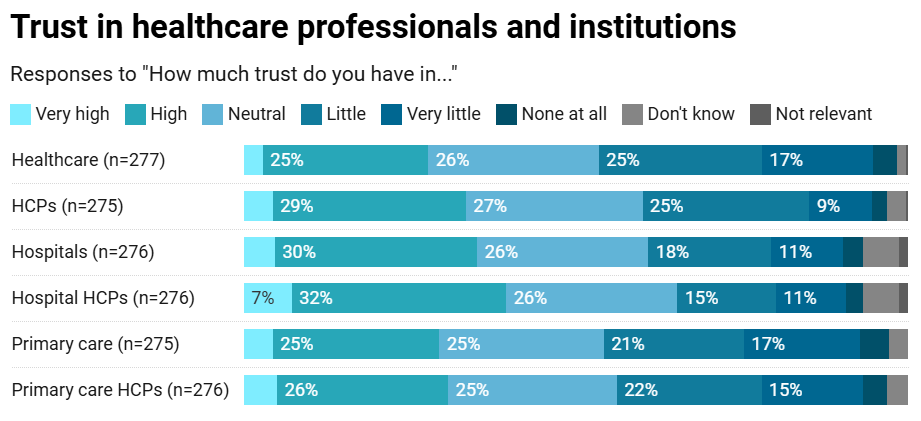 Trust in healthcare professionals and institutions
Responses to "How much trust do you have in..."
Very high High Neutral Little Very little None at all Don't know Not relevant
Healthcare (n=277) 25% 26% 25% 17%
HCPs (n=275) 29% 27% 25% 9%
Hospitals (n=276) 30% 26% 18% 11%
Hospital HCPs (n=276) 7% 32% 26% 15% 11%
Primary care (n=275) 25% 25% 21% 17%
Primary care HCPs (n=276) 26% 25% 22% 15%